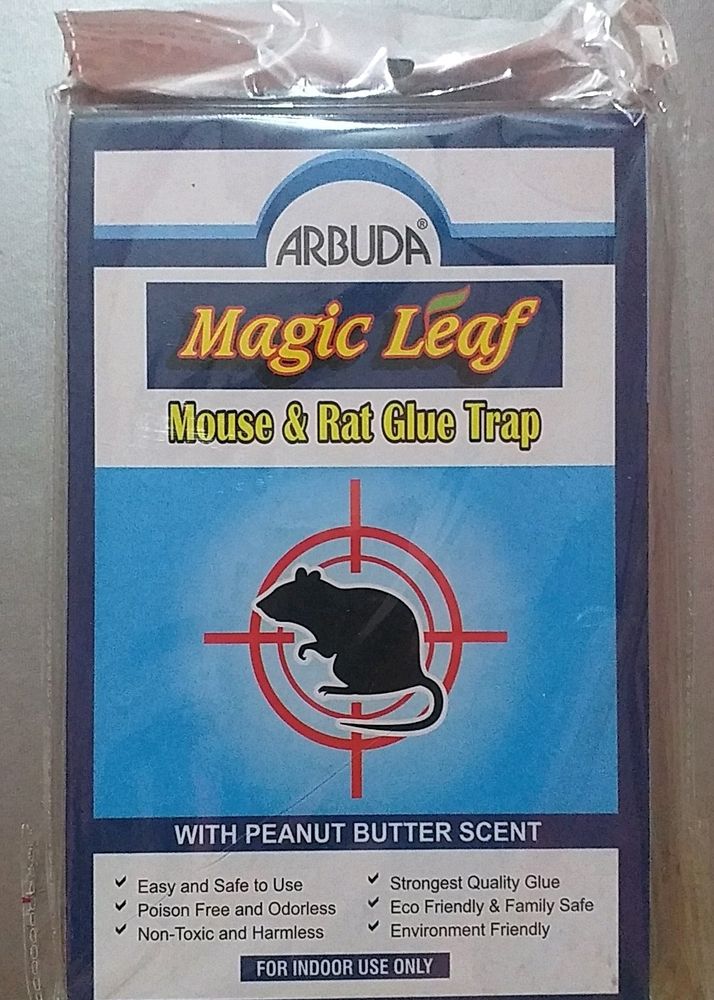 ARBUDA®
Magic Leaf
Mouse & Rat Glue Trap
WITH PEANUT BUTTER SCENT
✓ Easy and Safe to Use
✓ Poison Free and Odorless
✓ Non-Toxic and Harmless
✓ Strongest Quality Glue
✓ Eco Friendly & Family Safe
✓ Environment Friendly
FOR INDOOR USE ONLY